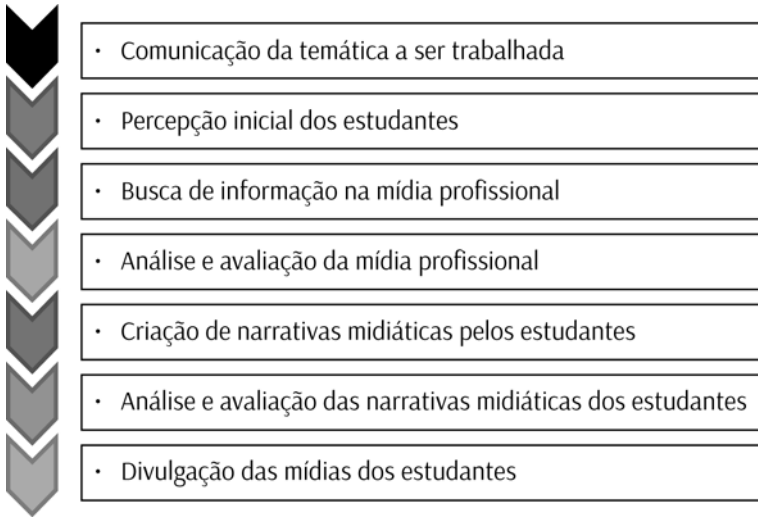 • Comunicação da temática a ser trabalhada
• Percepção inicial dos estudantes
• Busca de informação na mídia profissional
• Análise e avaliação da mídia profissional
• Criação de narrativas midiáticas pelos estudantes
• Análise e avaliação das narrativas midiáticas dos estudantes
• Divulgação das mídias dos estudantes